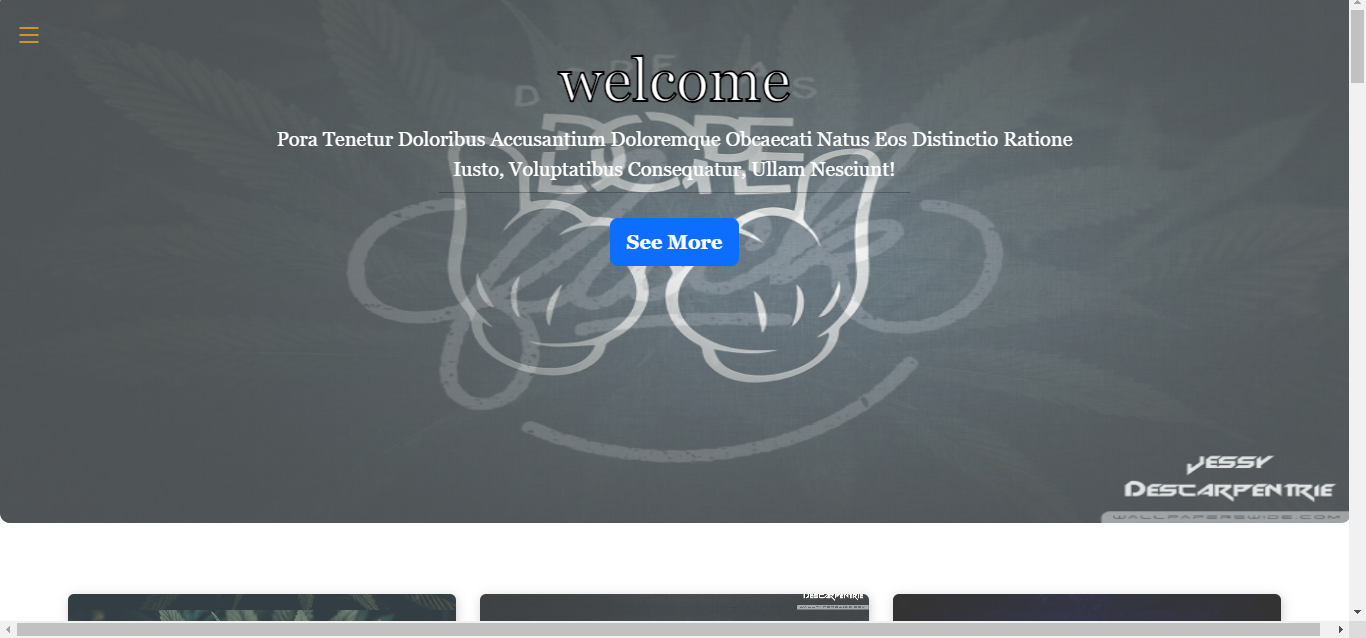 welcome
DOPE
Pora Tenetur Doloribus Accusantium Doloremque Obcaecati Natus Eos Distinctio Ratione
Iusto, Voluptatibus Consequatur, Ullam Nesciunt!
See More
Jessy
Descarpentrie
WALLPAPERSWIDE.COM